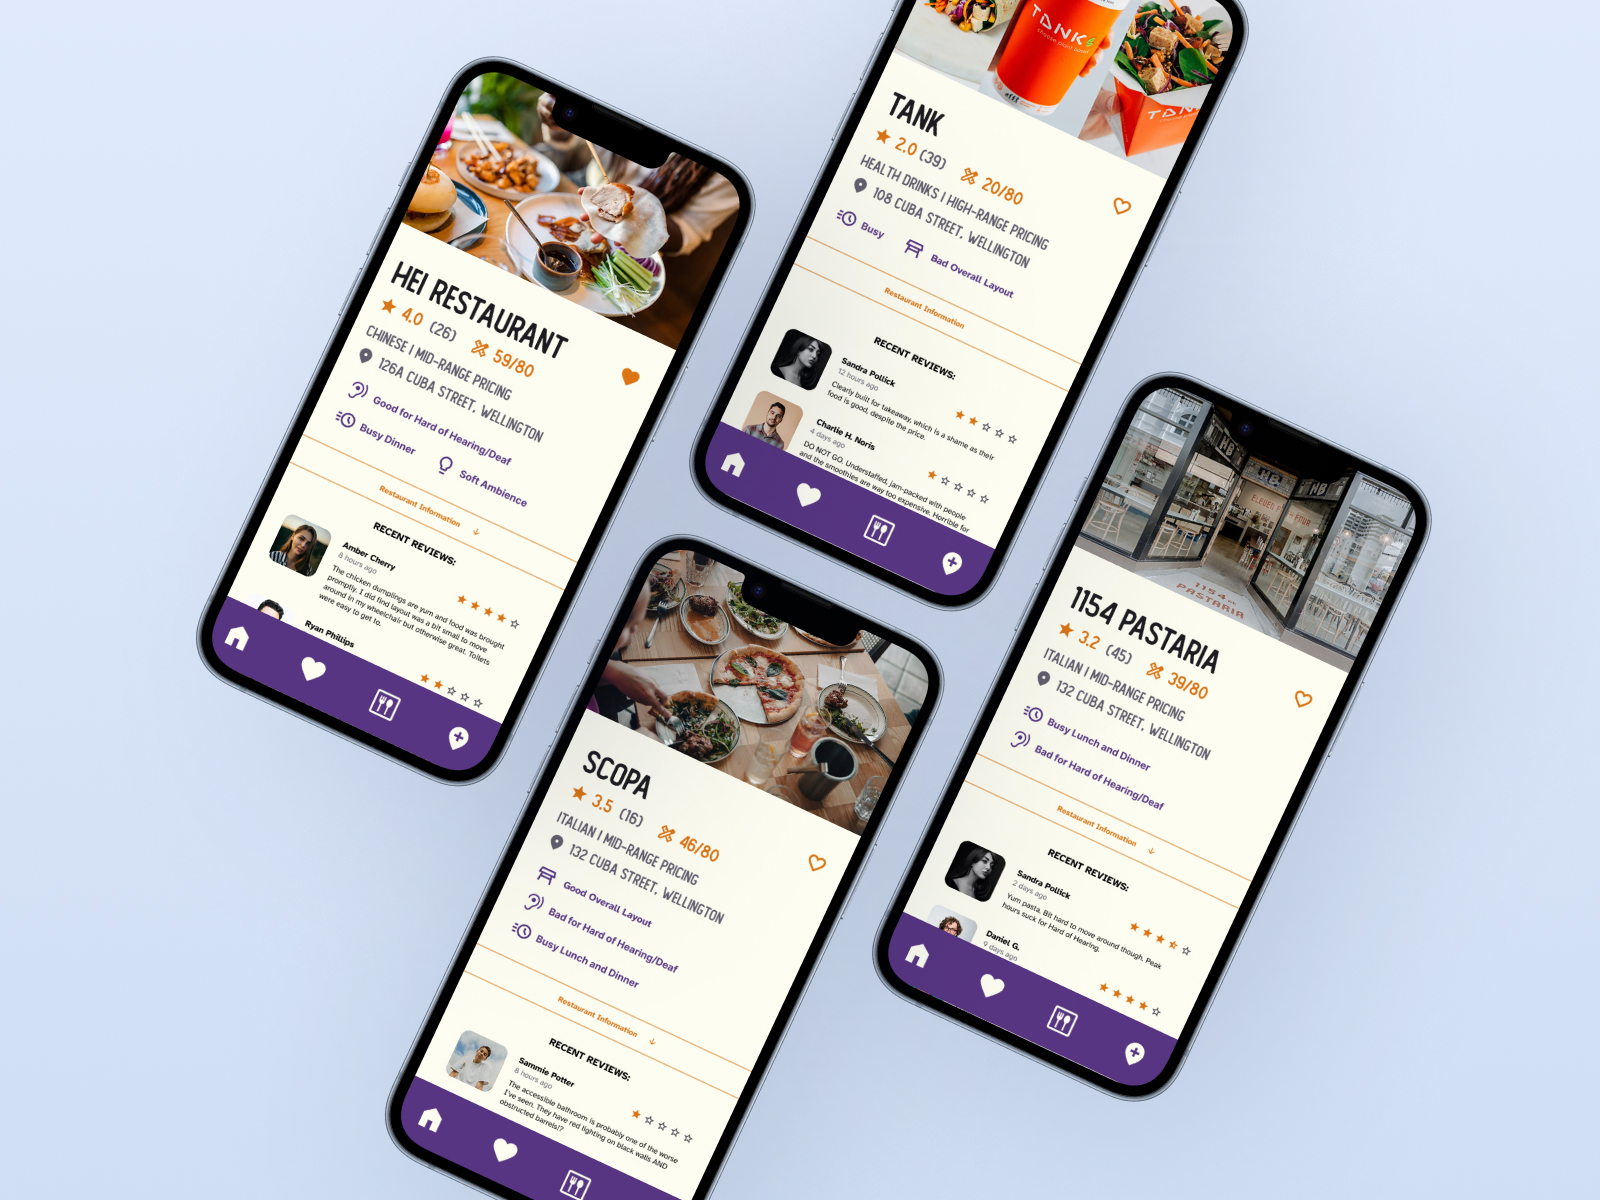 HEI RESTAURANT
4.0 (26) 59/80
CHINESE | MID-RANGE PRICING
126A CUBA STREET, WELLINGTON
Good for Hard of Hearing/Deaf
Busy Dinner Soft Ambience
Restaurant Information ↓
RECENT REVIEWS:
Amber Cherry
8 hours ago
The chicken dumplings are yum and food was brought
promptly. I did find layout was a bit small to move
around in my wheelchair but otherwise great. Toilets
were easy to get to.
Ryan Phillips
TANK
choose plant based
TANK
TANK
2.0 (39) 20/80
HEALTH DRINKS | HIGH-RANGE PRICING
108 CUBA STREET, WELLINGTON
Busy Bad Overall Layout
Restaurant Information
RECENT REVIEWS:
Sandra Pollick
12 hours ago
Clearly built for takeaway, which is a shame as their
food is good, despite the price.
Charlie H. Noris
4 days ago
DO NOT GO. Understaffed, jam-packed with people
and the smoothies are way too expensive. Horrible for
SCOPA
3.5 (16) 46/80
ITALIAN | MID-RANGE PRICING
132 CUBA STREET, WELLINGTON
Good Overall Layout
Bad for Hard of Hearing/Deaf
Busy Lunch and Dinner
Restaurant Information ↓
RECENT REVIEWS:
Sammie Potter
8 hours ago
The accessible bathroom is probably one of the worse
I've seen. They have red lighting on black walls AND
obstructed barrels!?
1154
PASTARIA
1154 PASTARIA
3.2 (45) 39/80
ITALIAN | MID-RANGE PRICING
132 CUBA STREET, WELLINGTON
Busy Lunch and Dinner
Bad for Hard of Hearing/Deaf
Restaurant Information ↓
RECENT REVIEWS:
Sandra Pollick
2 days ago
Yum pasta. Bit hard to move around though. Peak
hours suck for Hard of Hearing.
Daniel G.
9 days ago